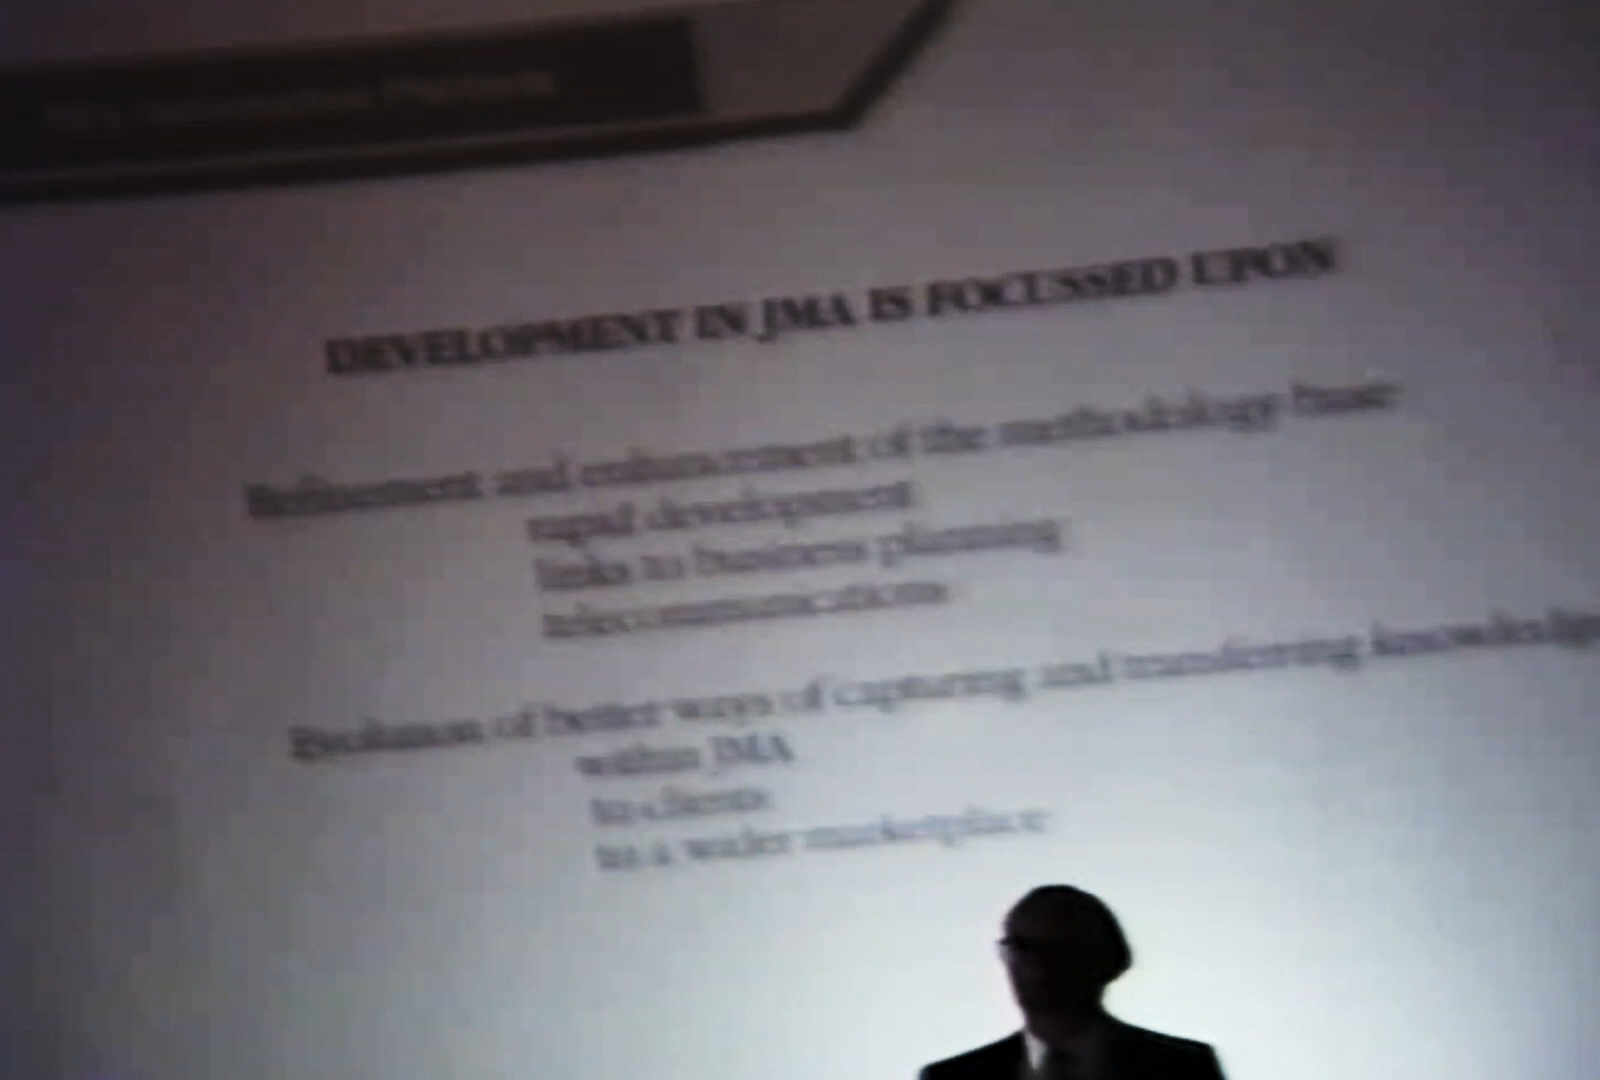 DEVELOPMENT IN JMA IS FOCUSSED UPON
Refinement and enhancement of the methodology base
rapid development
links to business planning
telecommunications
Evolution of better ways of capturing and transferring knowledge
within JMA
to clients
to a wider marketplace